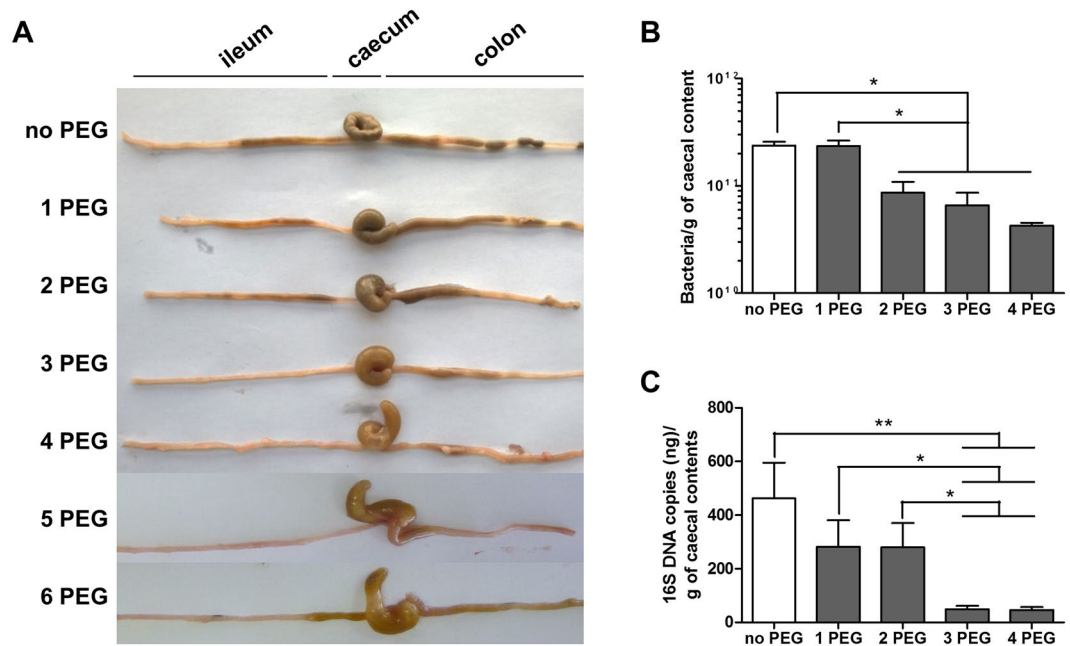 A
ileum
caecum
colon
no PEG
1 PEG
2 PEG
3 PEG
4 PEG
5 PEG
6 PEG
B
Bacteria/g of caecal content
10¹²
10¹¹
10¹⁰
*
*
no PEG 1 PEG 2 PEG 3 PEG 4 PEG
C
16S DNA copies (ng)/
g of caecal contents
800
600
400
200
0
**
*
*
no PEG 1 PEG 2 PEG 3 PEG 4 PEG